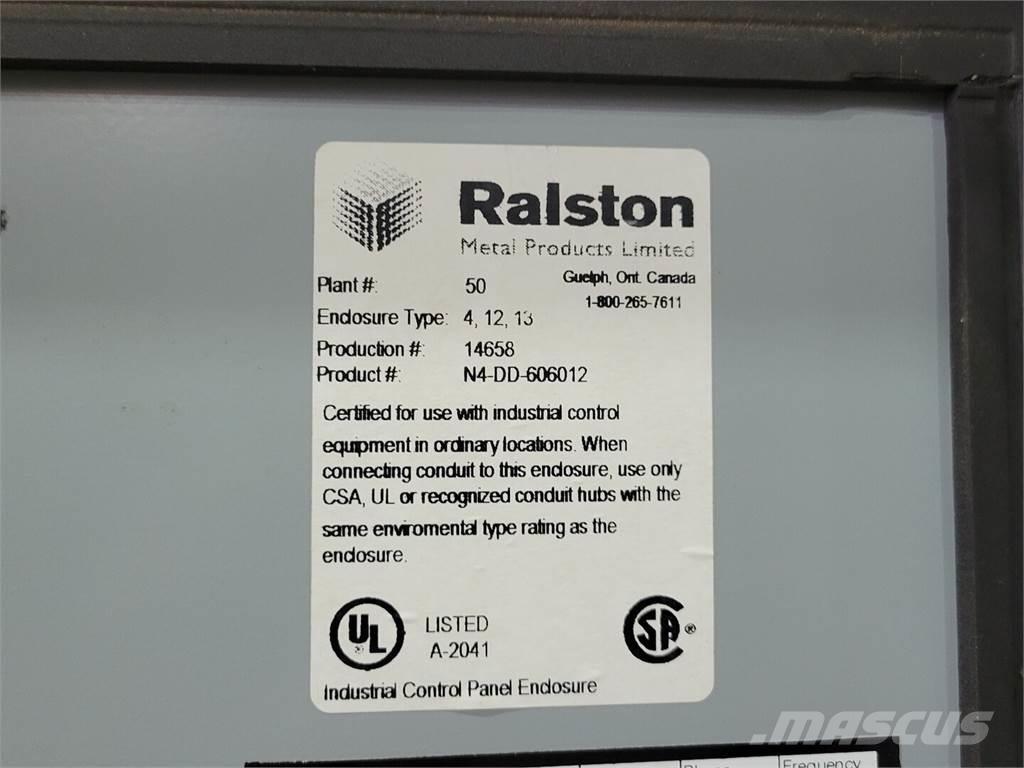 Ralston
Metal Products Limited
Guelph, Ont. Canada
1-800-265-7611
Plant #: 50
Enclosure Type: 4, 12, 13
Production #: 14658
Product #: N4-DD-606012
Certified for use with industrial control
equipment in ordinary locations. When
connecting conduit to this enclosure, use only
CSA, UL or recognized conduit hubs with the
same enviromental type rating as the
enclosure.
UL ® LISTED
A-2041
SA ®
Industrial Control Panel Enclosure
MASCUS
Phase Frequency